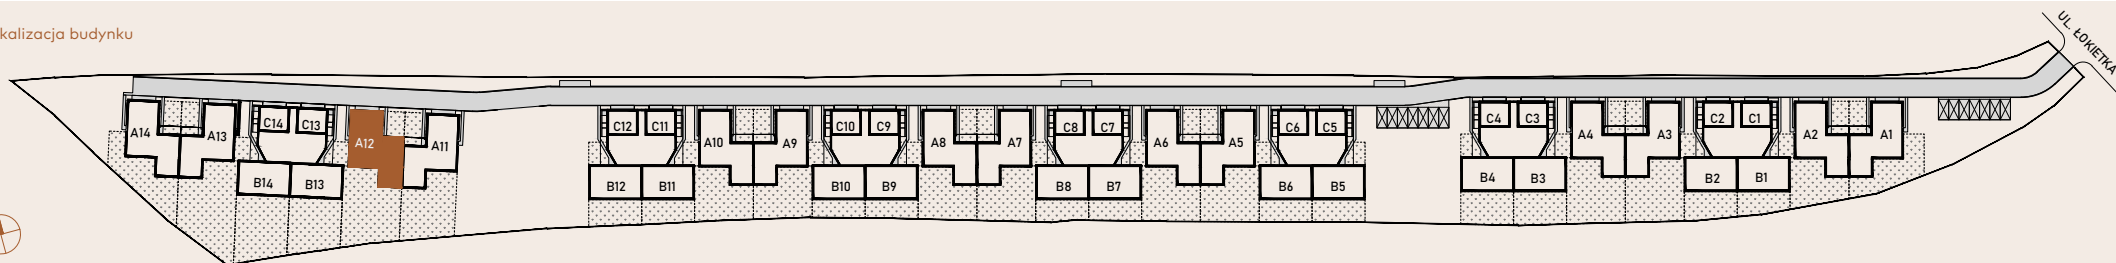 kalizacja budynku
UL. ŁOKIETKA
A14
A13
C14
C13
B14
B13
A12
A11
C12
C11
B12
B11
A10
A9
C10
C9
B10
B9
A8
A7
C8
C7
B8
B7
A6
A5
C6
C5
B6
B5
C4
C3
B4
B3
A4
A3
C2
C1
B2
B1
A2
A1